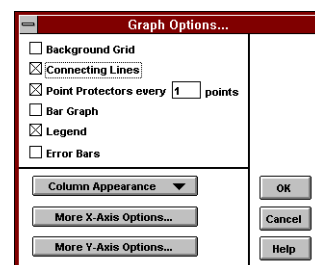 Graph Options...
Background Grid
Connecting Lines
Point Protectors every 1 points
Bar Graph
Legend
Error Bars
Column Appearance
More X-Axis Options...
More Y-Axis Options...
OK
Cancel
Help